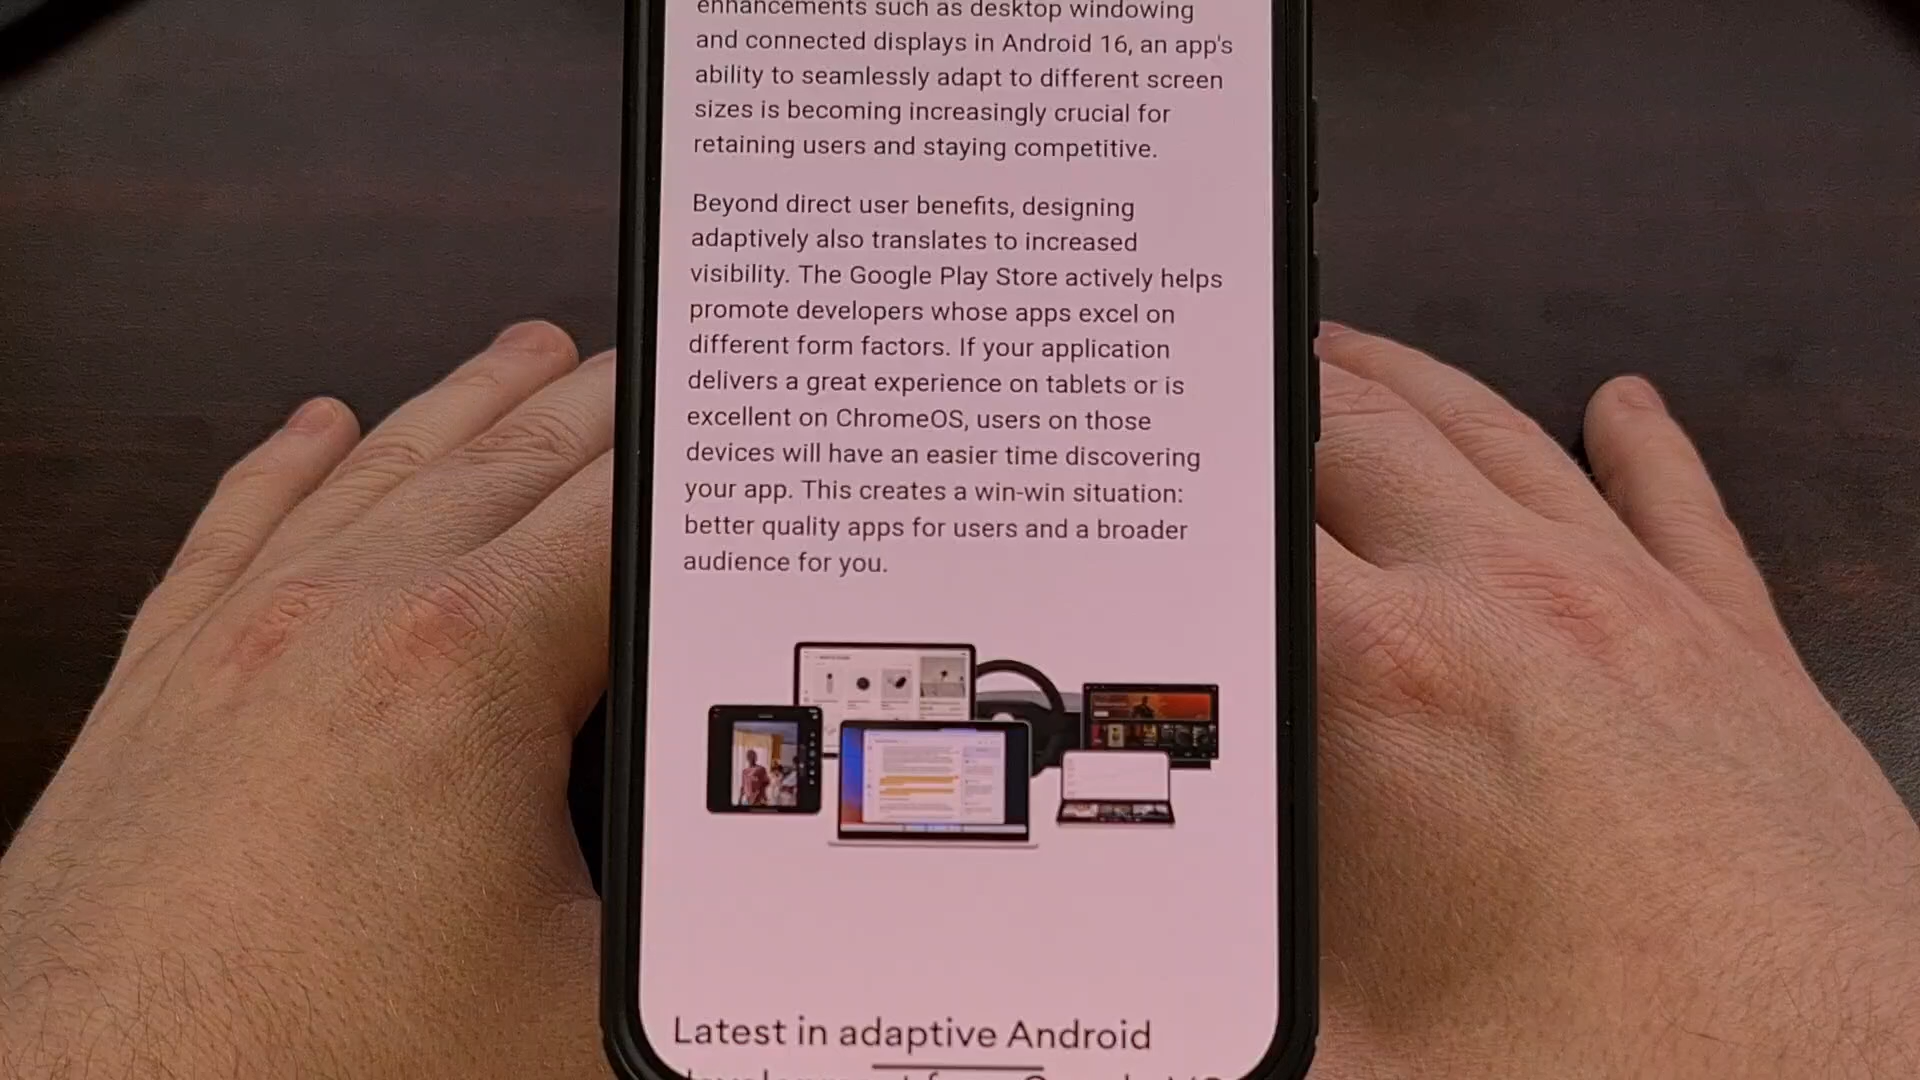 enhancements such as desktop windowing
and connected displays in Android 16, an app's
ability to seamlessly adapt to different screen
sizes is becoming increasingly crucial for
retaining users and staying competitive.
Beyond direct user benefits, designing
adaptively also translates to increased
visibility. The Google Play Store actively helps
promote developers whose apps excel on
different form factors. If your application
delivers a great experience on tablets or is
excellent on ChromeOS, users on those
devices will have an easier time discovering
your app. This creates a win-win situation:
better quality apps for users and a broader
audience for you.
Latest in adaptive Android